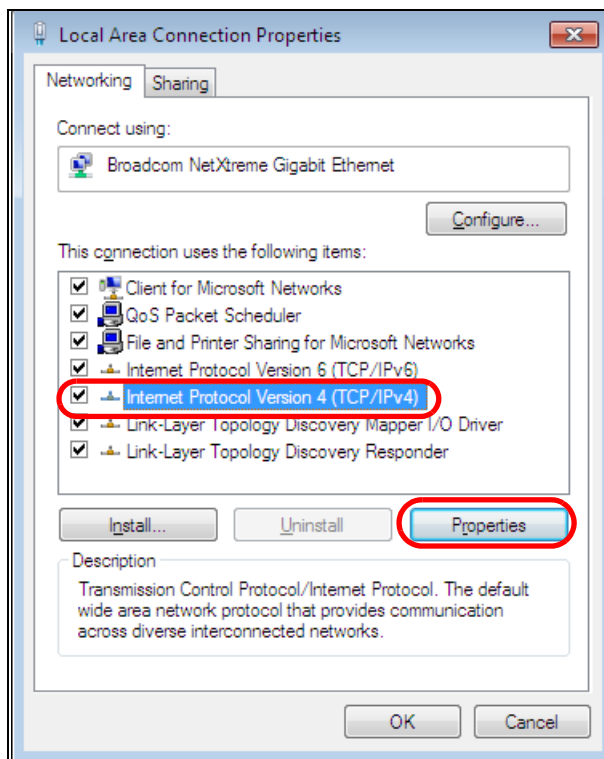 Local Area Connection Properties
Networking Sharing
Connect using:
Broadcom NetXtreme Gigabit Ethernet
Configure...
This connection uses the following items:
Client for Microsoft Networks
QoS Packet Scheduler
File and Printer Sharing for Microsoft Networks
Internet Protocol Version 6 (TCP/IPv6)
Internet Protocol Version 4 (TCP/IPv4)
Link-Layer Topology Discovery Mapper I/O Driver
Link-Layer Topology Discovery Responder
Install... Uninstall Properties
Description
Transmission Control Protocol/Internet Protocol. The default
wide area network protocol that provides communication
across diverse interconnected networks.
OK Cancel